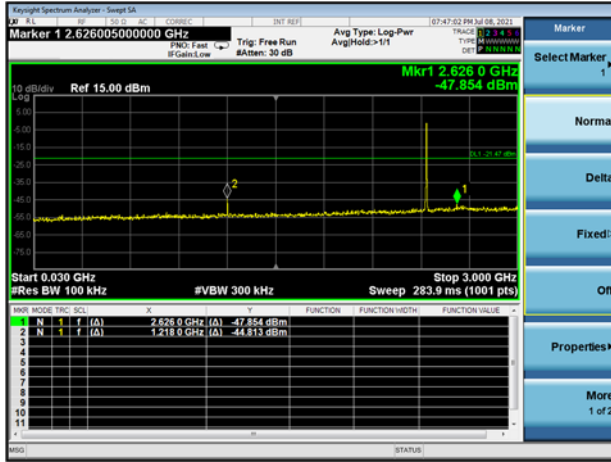 Keysight Spectrum Analyzer - Swept SA
RL RF 50 Ω AC CORREC INT REF 07:47:02 PM Jul 08, 2021
Marker 1 2.626005000000 GHz
PNO: Fast
IFGain:Low
Trig: Free Run
#Atten: 30 dB
Avg Type: Log-Pwr
Avg|Hold:>1/1
TRACE 1 2 3 4 5 6
TYPE M
DET P N N N N N
Mkr1 2.626 0 GHz
-47.854 dBm
10 dB/div Ref 15.00 dBm
Log
5.00
-5.00
-15.0
-25.0
-35.0
-45.0
-55.0
-65.0
-75.0
DL1 -21.47 dBm
2
1
Start 0.030 GHz Stop 3.000 GHz
#Res BW 100 kHz #VBW 300 kHz Sweep 283.9 ms (1001 pts)
MKR MODE TRC SCL X Y FUNCTION FUNCTION WIDTH FUNCTION VALUE
1 N 1 f (Δ) 2.626 0 GHz (Δ) -47.854 dBm
2 N 1 f (Δ) 1.218 0 GHz (Δ) -44.813 dBm
3
4
5
6
7
8
9
10
11
MSG STATUS
Marker
Select Marker
1
Norma
Delta
Fixed
Off
Properties
More
1 of 2